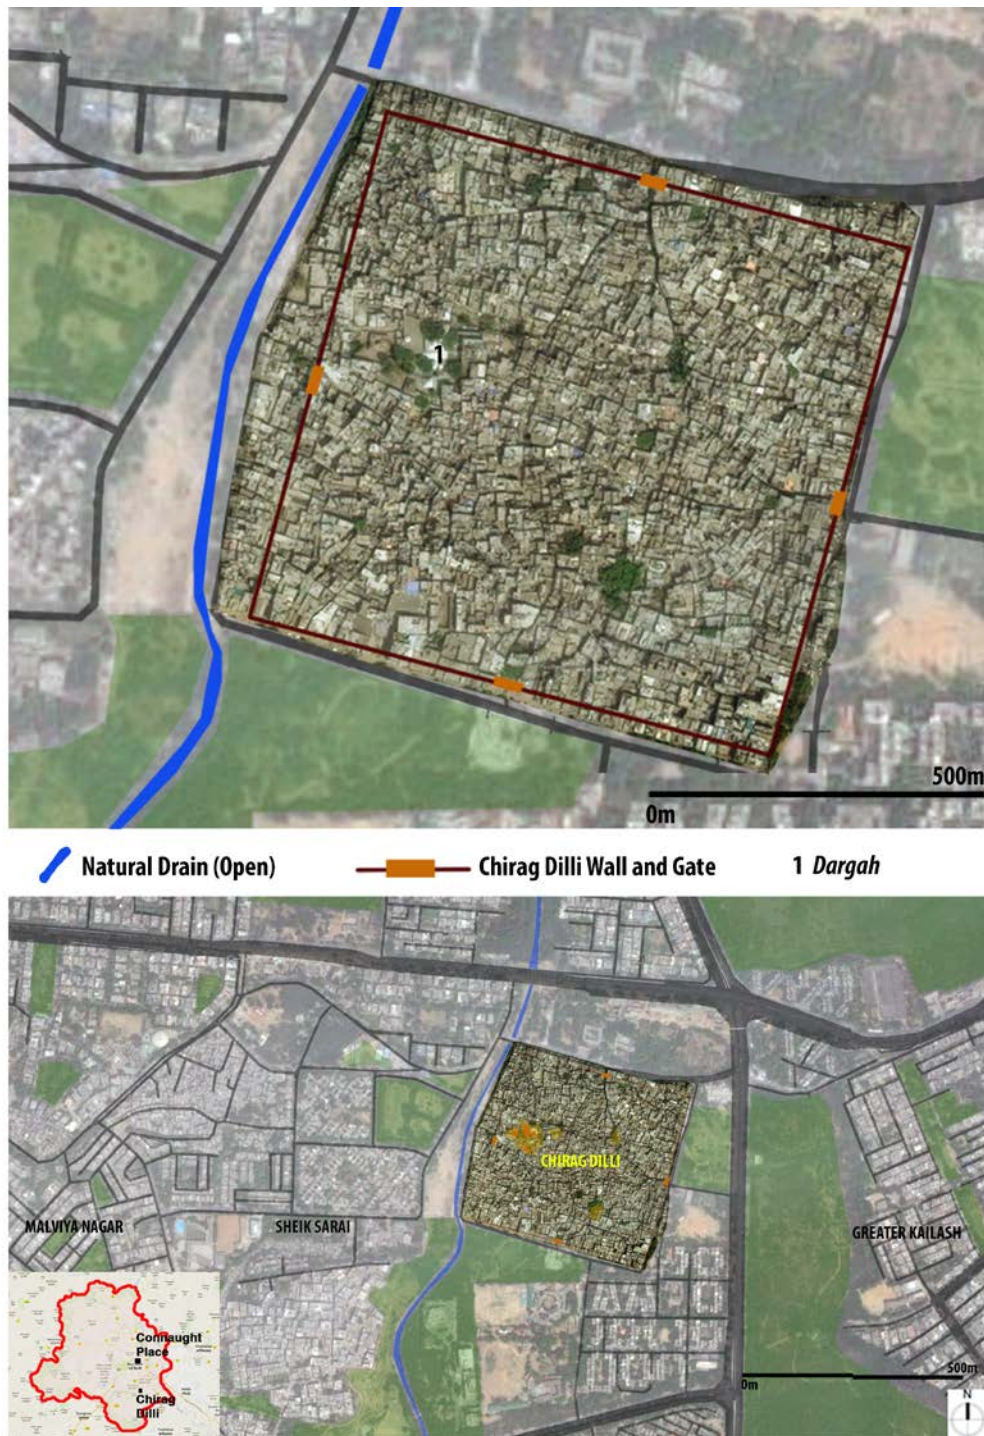 1
500m
0m
Natural Drain (Open)
Chirag Dilli Wall and Gate
1 Dargah
CHIRAG DILLI
MALVIYA NAGAR
SHEIK SARAI
GREATER KAILASH
Connaught
Place
Chirag
Dilli
500m
0m
N